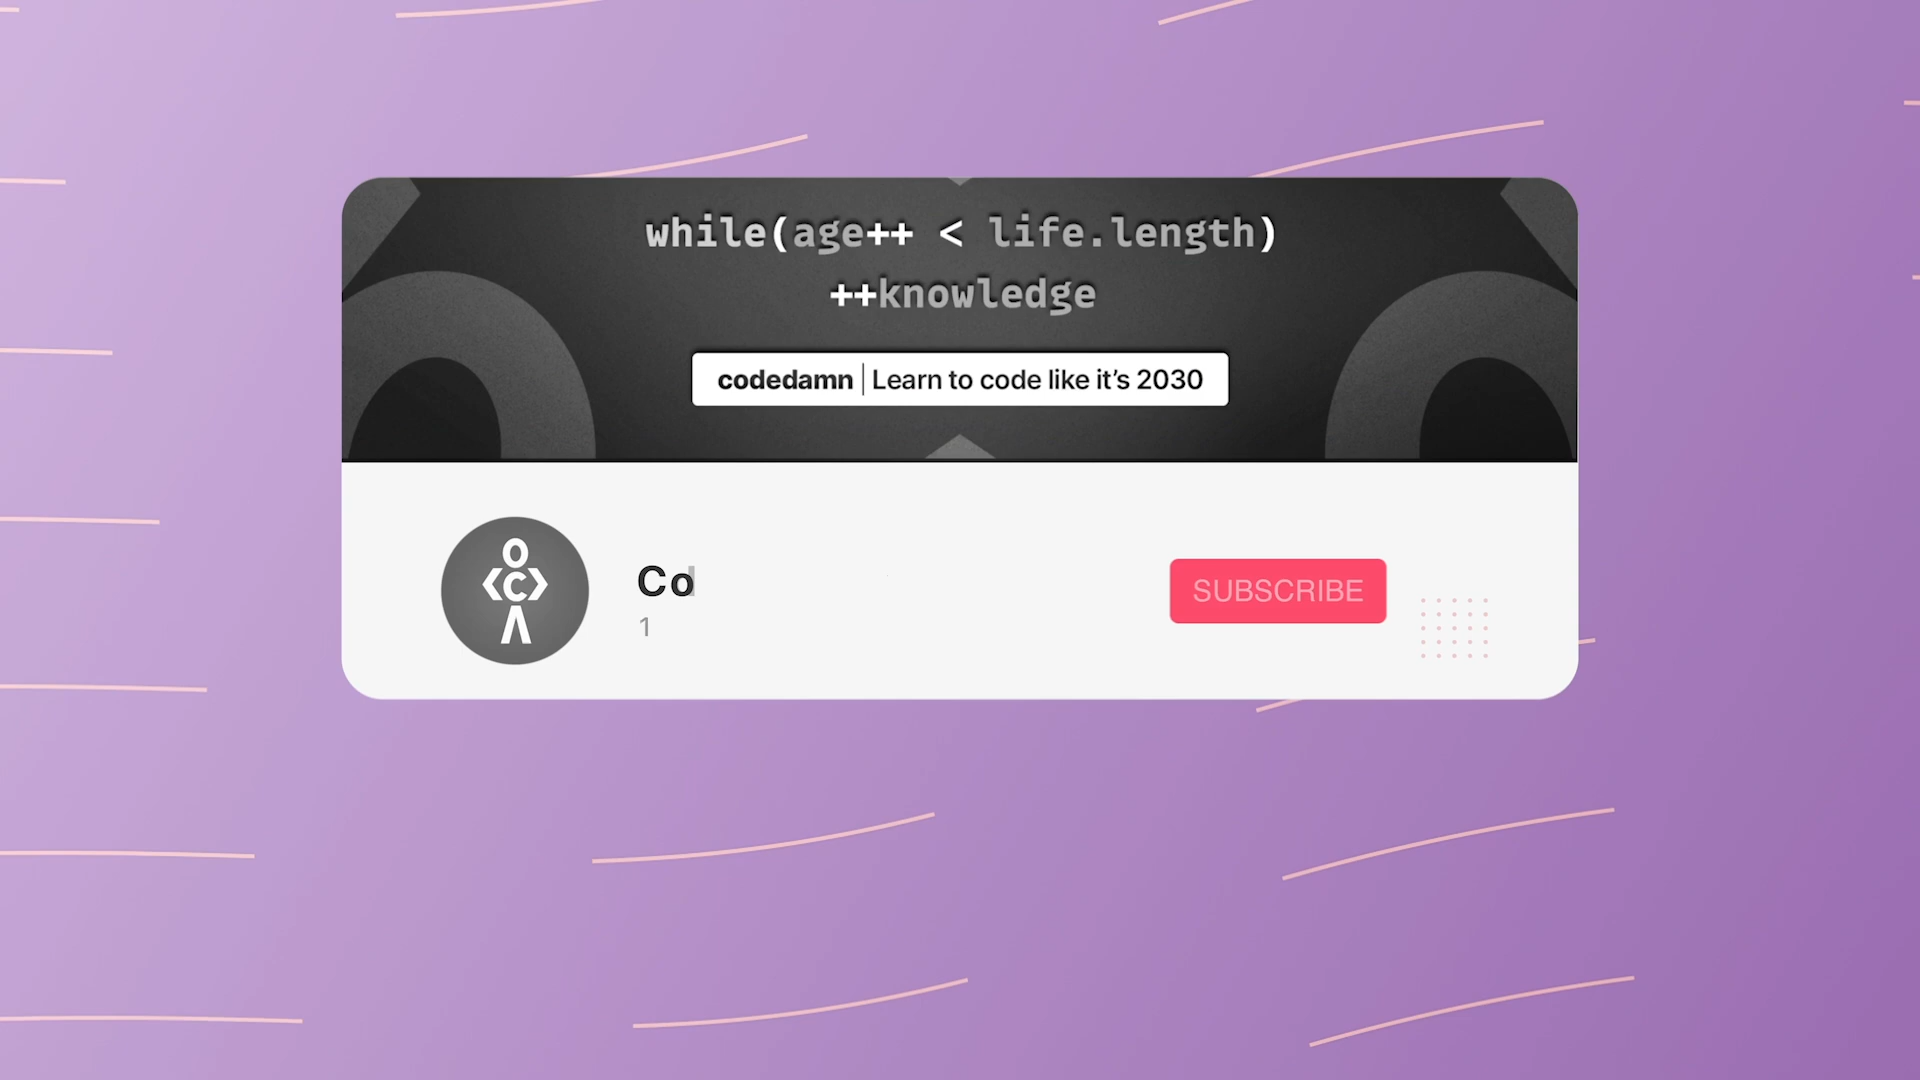 while(age++ < life.length)
++knowledge
codedamn | Learn to code like it's 2030
C
Co
1
SUBSCRIBE